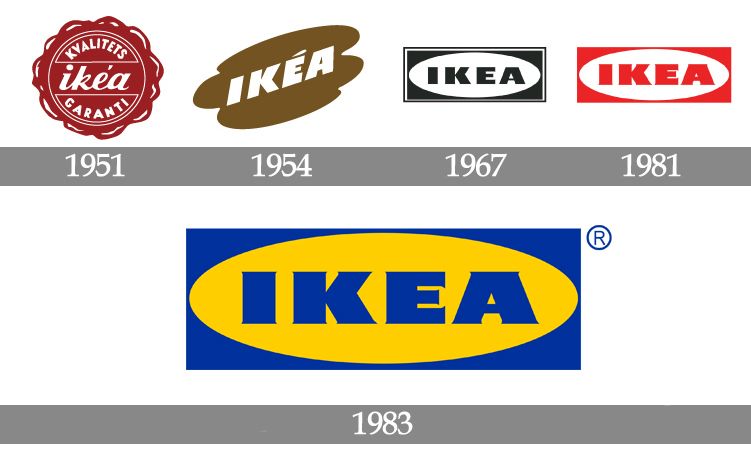 KVALITETS
ikéa
GARANTI
IKÉA
IKEA
IKEA
1951 1954 1967 1981
IKEA ®
1983